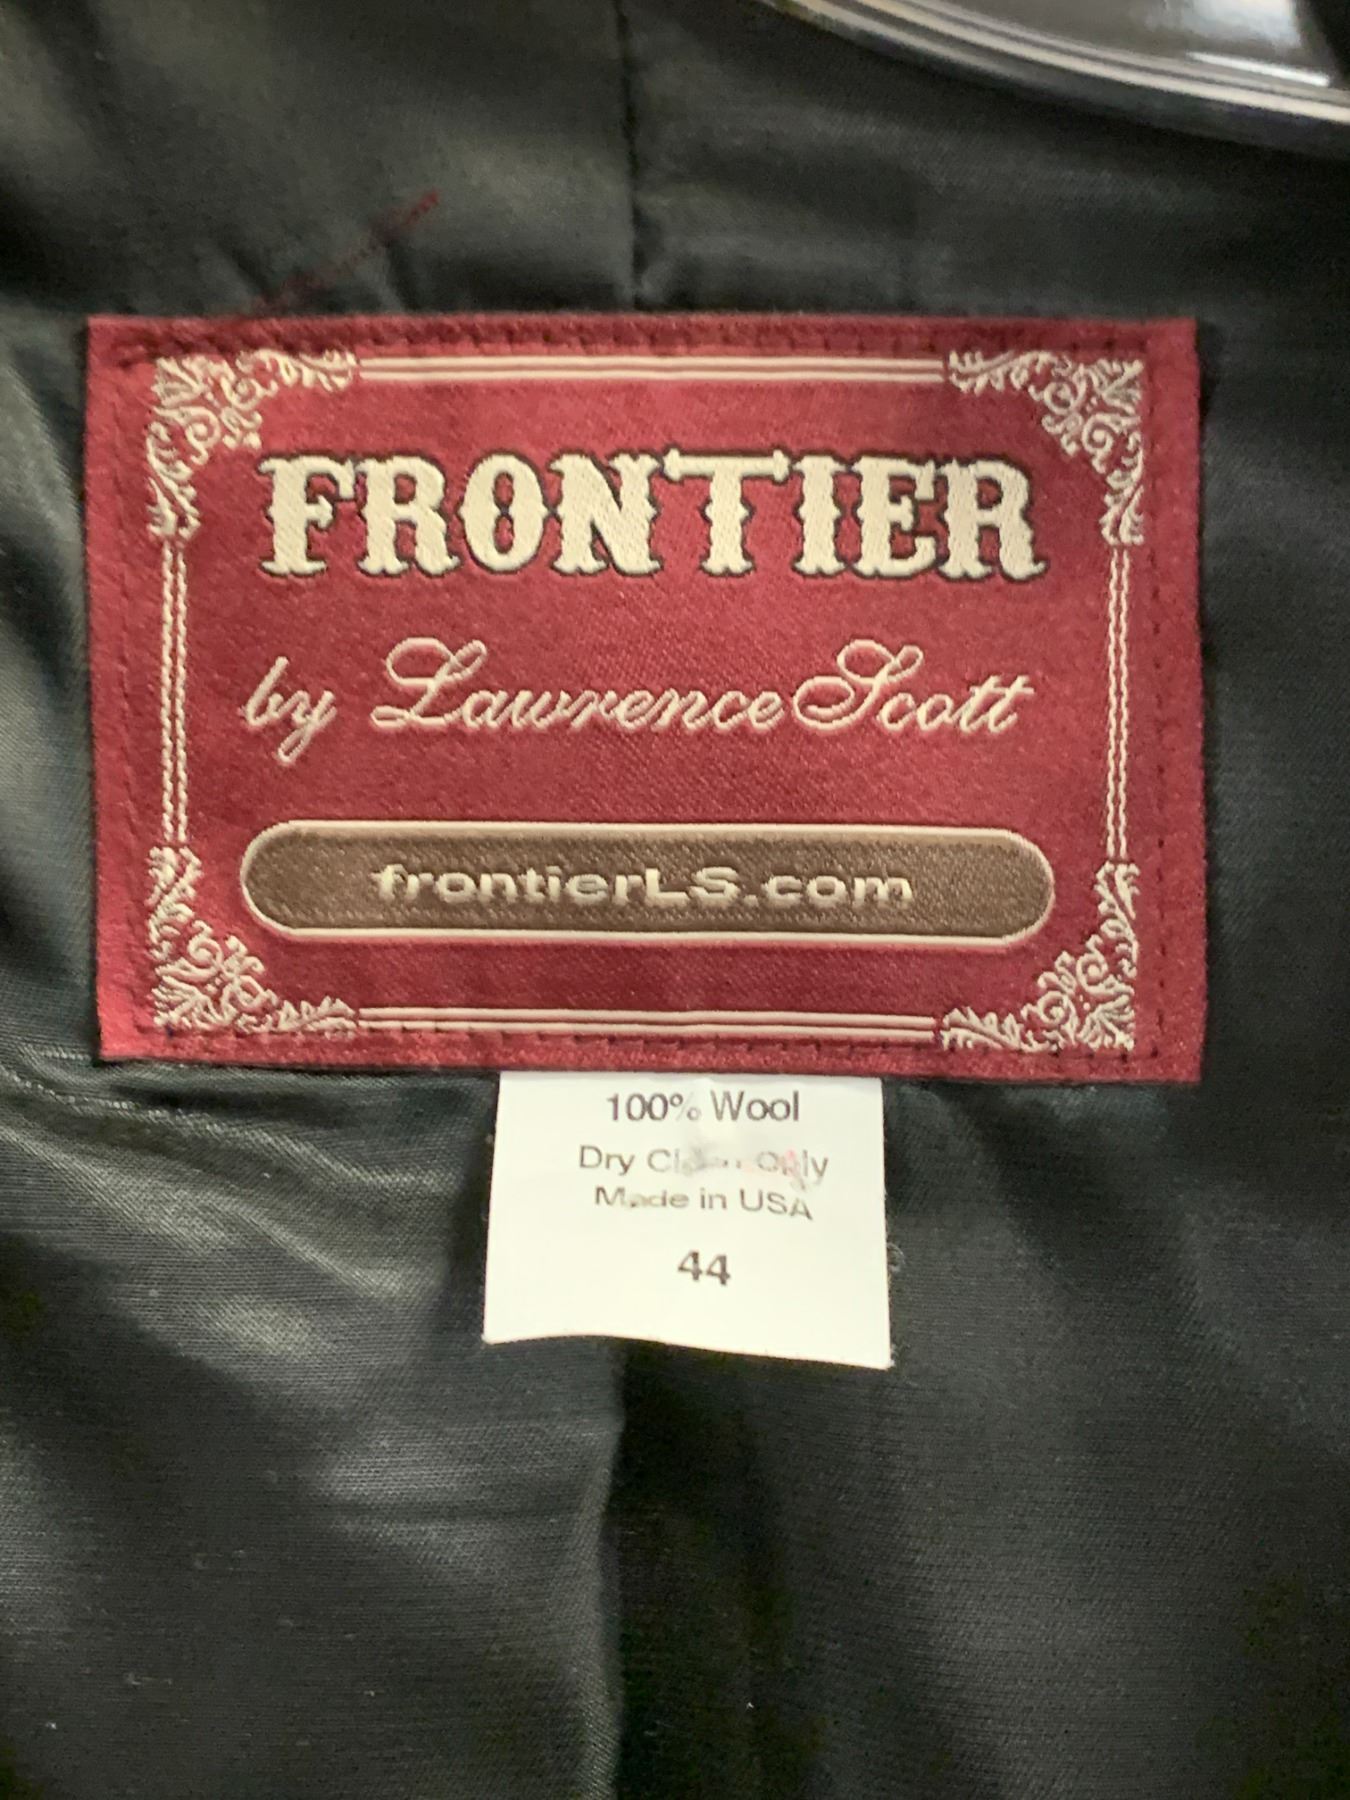 FRONTIER
by Lawrence Scott
frontierLS.com
100% Wool
Dry Clean Only
Made in USA
44